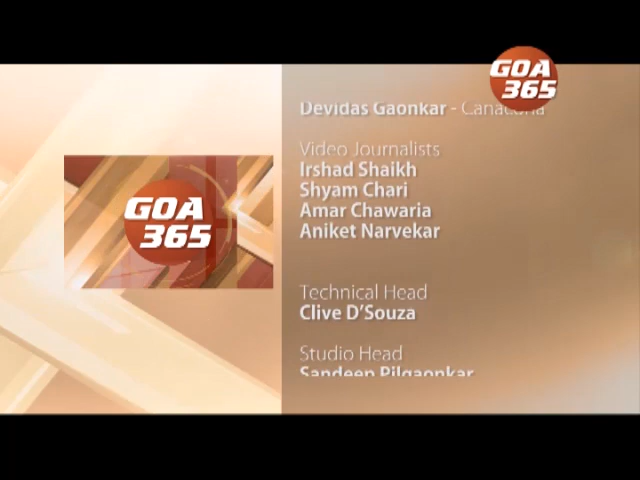 GOA
365
Devidas Gaonkar - Canacona
Video Journalists
Irshad Shaikh
Shyam Chari
Amar Chawaria
Aniket Narvekar
GOA
365
Technical Head
Clive D'Souza
Studio Head
Sandeep Pilgaonkar